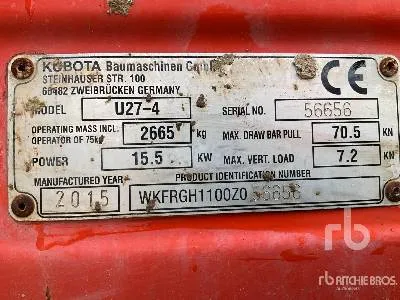 KUBOTA Baumaschinen GmbH
STEINHAUSER STR. 100
66482 ZWEIBRÜCKEN GERMANY
CE
MODEL U27-4 SERIAL NO. 56656
OPERATING MASS INCL. OPERATOR OF 75kg 2665 kg MAX. DRAW BAR PULL 70.5 KN
POWER 15.5 KW MAX. VERT. LOAD 7.2 KN
MANUFACTURED YEAR PRODUCT IDENTIFICATION NUMBER
2015 WKFRGH1100Z056656
rb
RITCHIE BROS.
Auctioneers